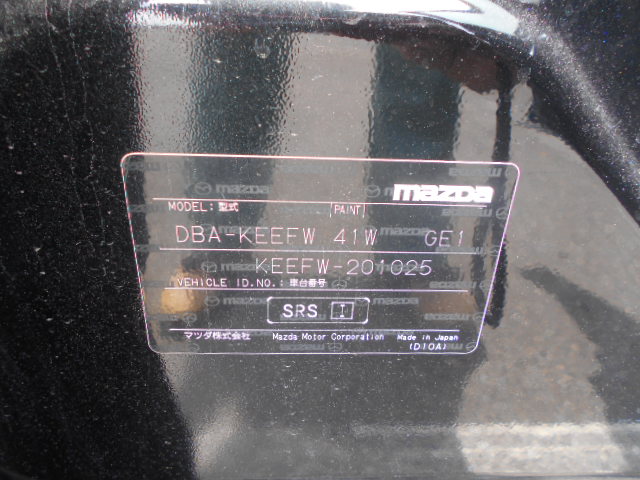 mazda
MODEL:型式 PAINT
DBA-KEEFW 41W GE1
KEEFW-201025
VEHICLE ID.NO.:車台番号
SRS I
マツダ株式会社 Mazda Motor Corporation Made in Japan
(D10A)